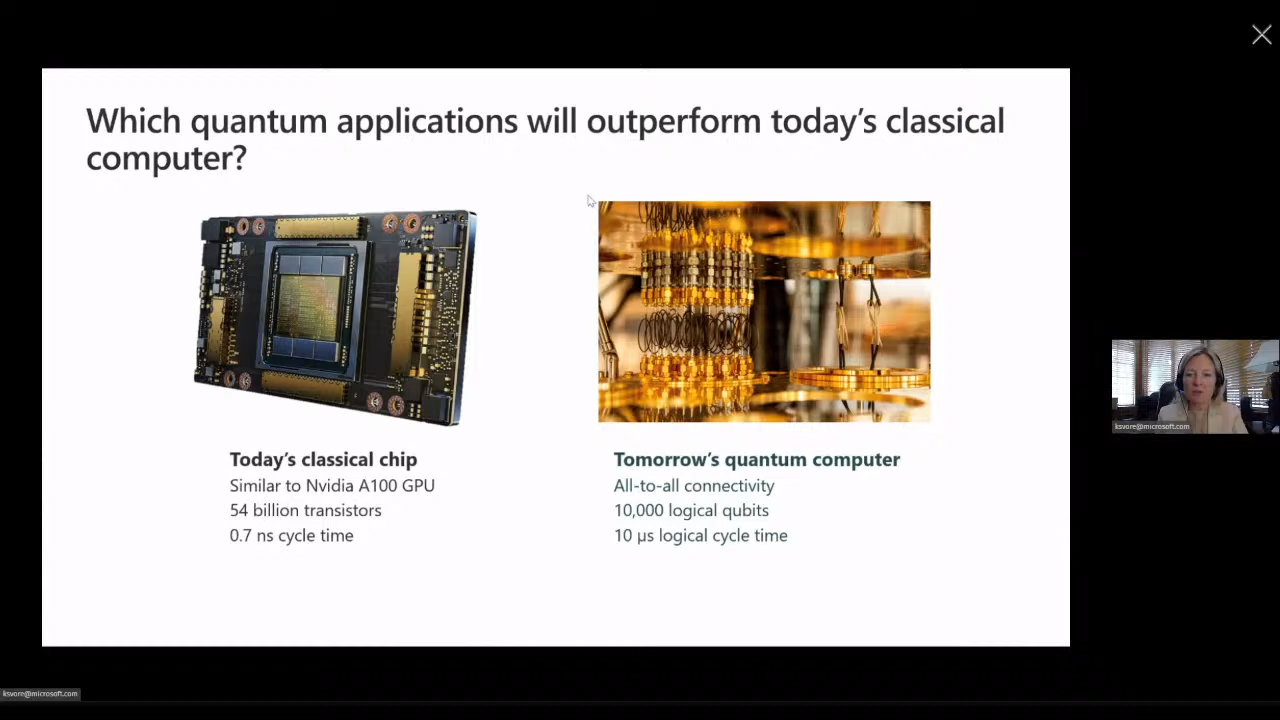 Which quantum applications will outperform today's classical
computer?
Today's classical chip
Similar to Nvidia A100 GPU
54 billion transistors
0.7 ns cycle time
Tomorrow's quantum computer
All-to-all connectivity
10,000 logical qubits
10 μs logical cycle time
ksvore@microsoft.com
ksvore@microsoft.com